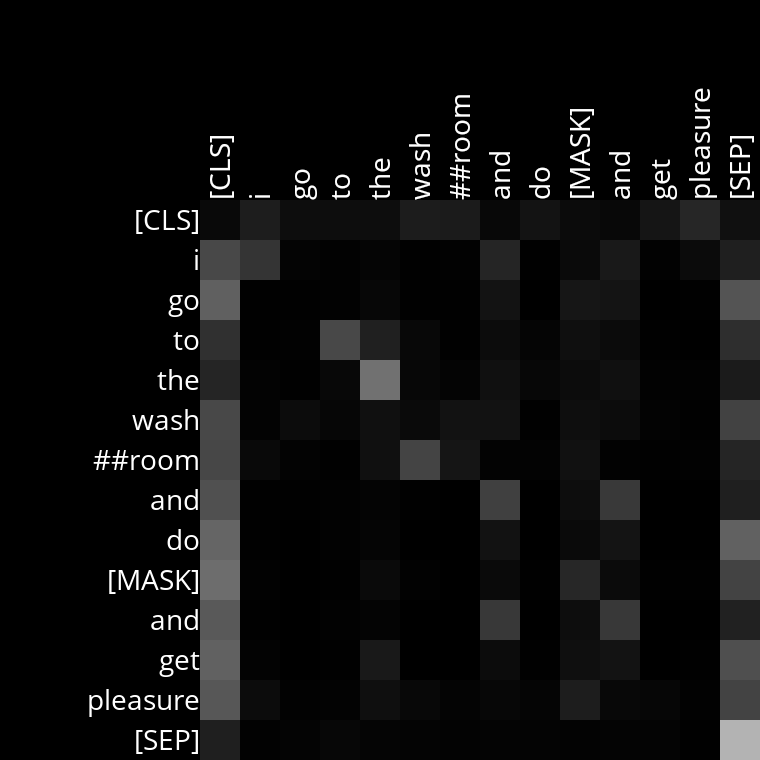 [CLS] i go to the wash ##room and do [MASK] and get pleasure [SEP]
[CLS]
i
go
to
the
wash
##room
and
do
[MASK]
and
get
pleasure
[SEP]